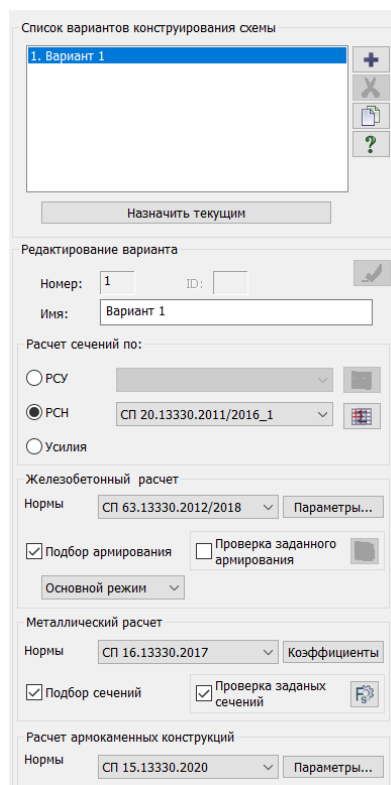 Список вариантов конструирования схемы
1. Вариант 1
Назначить текущим
Редактирование варианта
Номер: 1 ID:
Имя: Вариант 1
Расчет сечений по:
РСУ
РСН СП 20.13330.2011/2016_1
Усилия
Железобетонный расчет
Нормы СП 63.13330.2012/2018 Параметры...
Подбор армирования Проверка заданного
армирования
Основной режим
Металлический расчет
Нормы СП 16.13330.2017 Коэффициенты
Подбор сечений Проверка заданых
сечений
Расчет армокаменных конструкций
Нормы СП 15.13330.2020 Параметры...